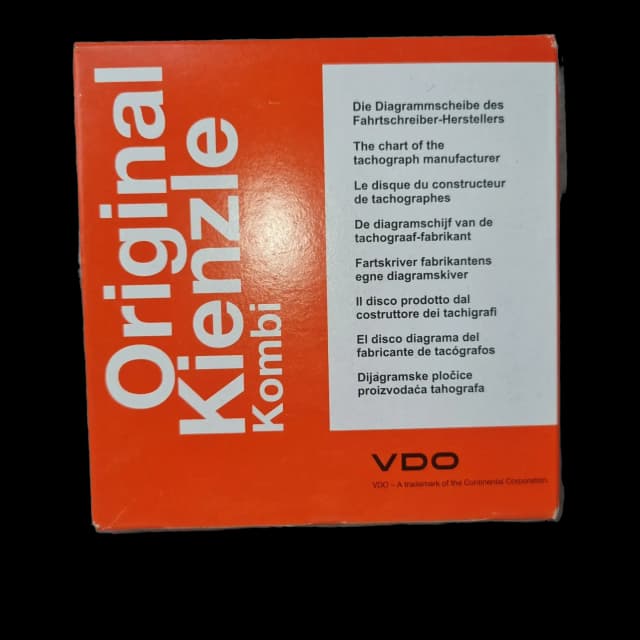 Original
Kienzle
Kombi
Die Diagrammscheibe des
Fahrtschreiber-Herstellers
The chart of the
tachograph manufacturer
Le disque du constructeur
de tachographes
De diagramschijf van de
tachograaf-fabrikant
Fartskriver fabrikantens
egne diagramskiver
Il disco prodotto dal
costruttore dei tachigrafi
El disco diagrama del
fabricante de tacógrafos
Dijagramske pločice
proizvodača tahografa
VDO
VDO – A trademark of the Continental Corporation